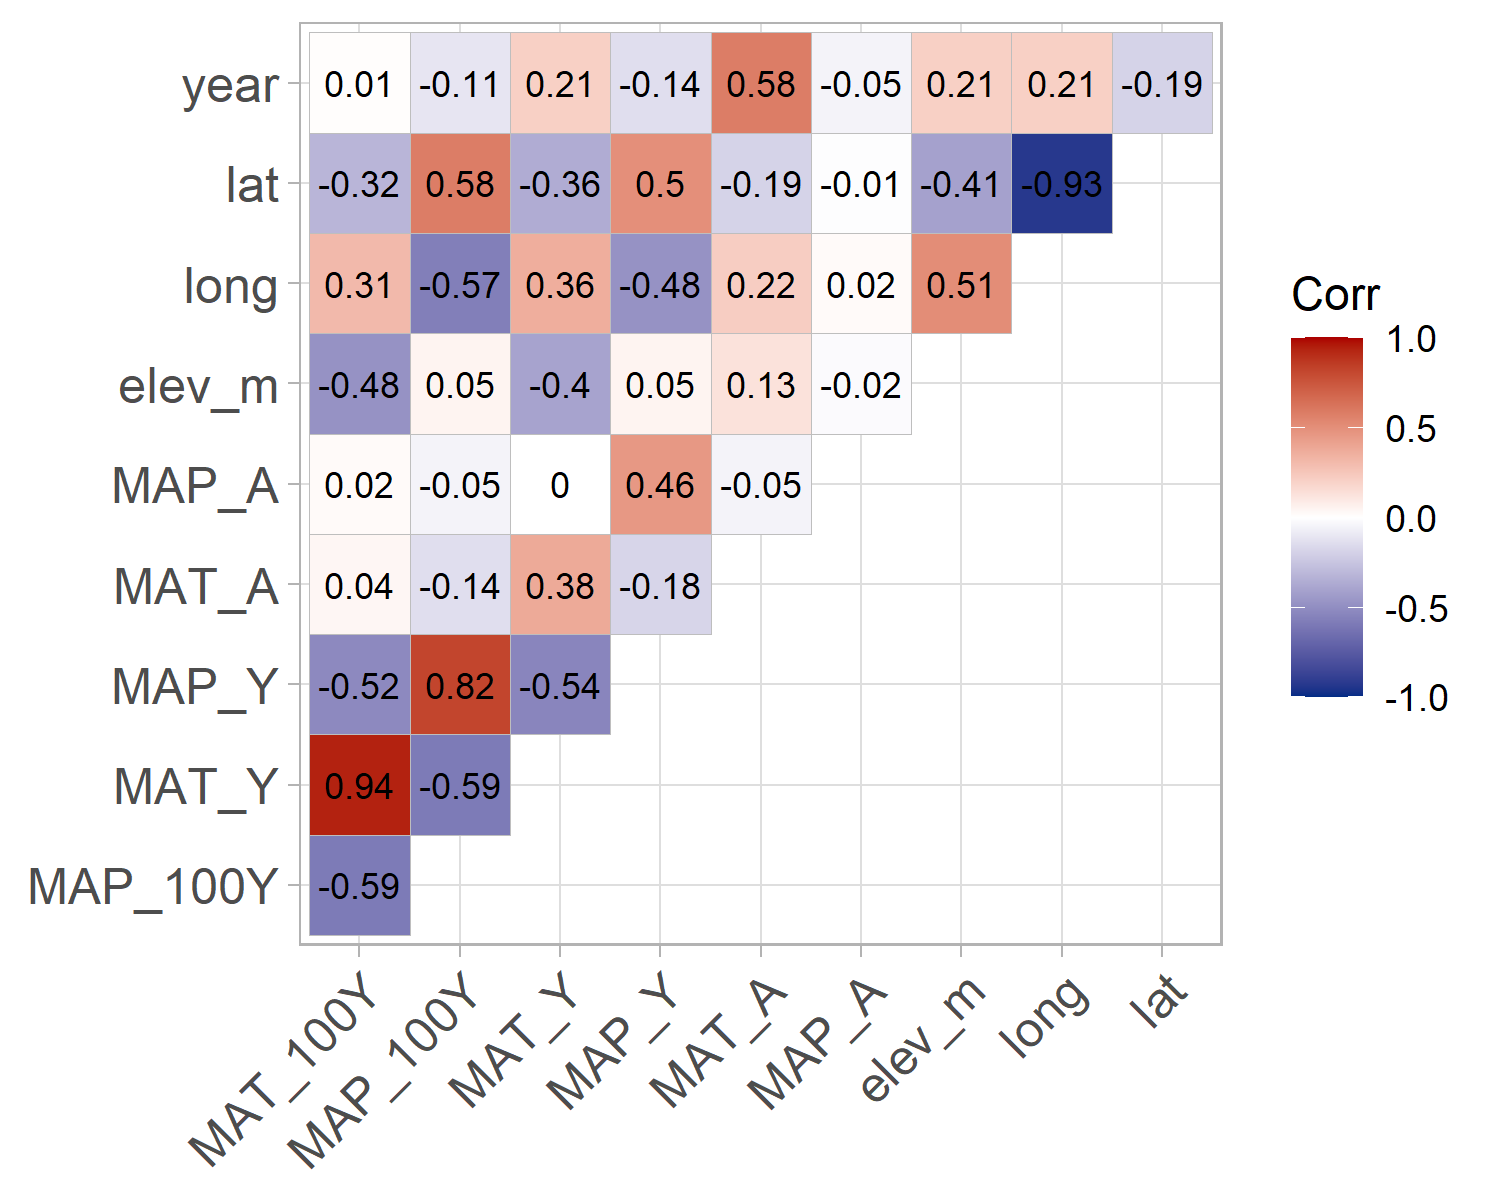 year 0.01 -0.11 0.21 -0.14 0.58 -0.05 0.21 0.21 -0.19
lat -0.32 0.58 -0.36 0.5 -0.19 -0.01 -0.41 -0.93
long 0.31 -0.57 0.36 -0.48 0.22 0.02 0.51
elev_m -0.48 0.05 -0.4 0.05 0.13 -0.02
MAP_A 0.02 -0.05 0 0.46 -0.05
MAT_A 0.04 -0.14 0.38 -0.18
MAP_Y -0.52 0.82 -0.54
MAT_Y 0.94 -0.59
MAP_100Y -0.59
MAT_100Y MAP_100Y MAT_Y MAP_Y MAT_A MAP_A elev_m long lat
Corr
1.0
0.5
0.0
-0.5
-1.0